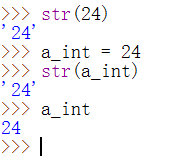 >>> str(24)
'24'
>>> a_int = 24
>>> str(a_int)
'24'
>>> a_int
24
>>>